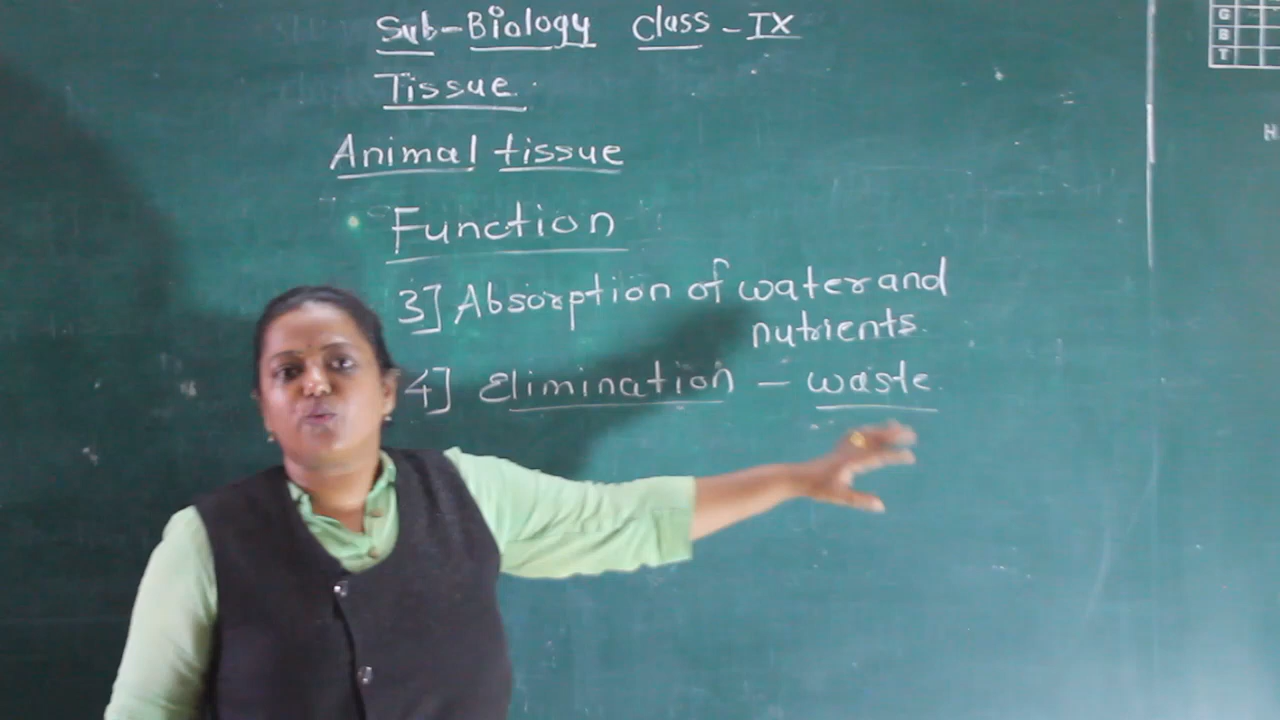 Sub-Biology Class-IX
Tissue.
Animal tissue
Function
3] Absorption of water and
nutrients.
4] Elimination - waste.
G
B
T
H